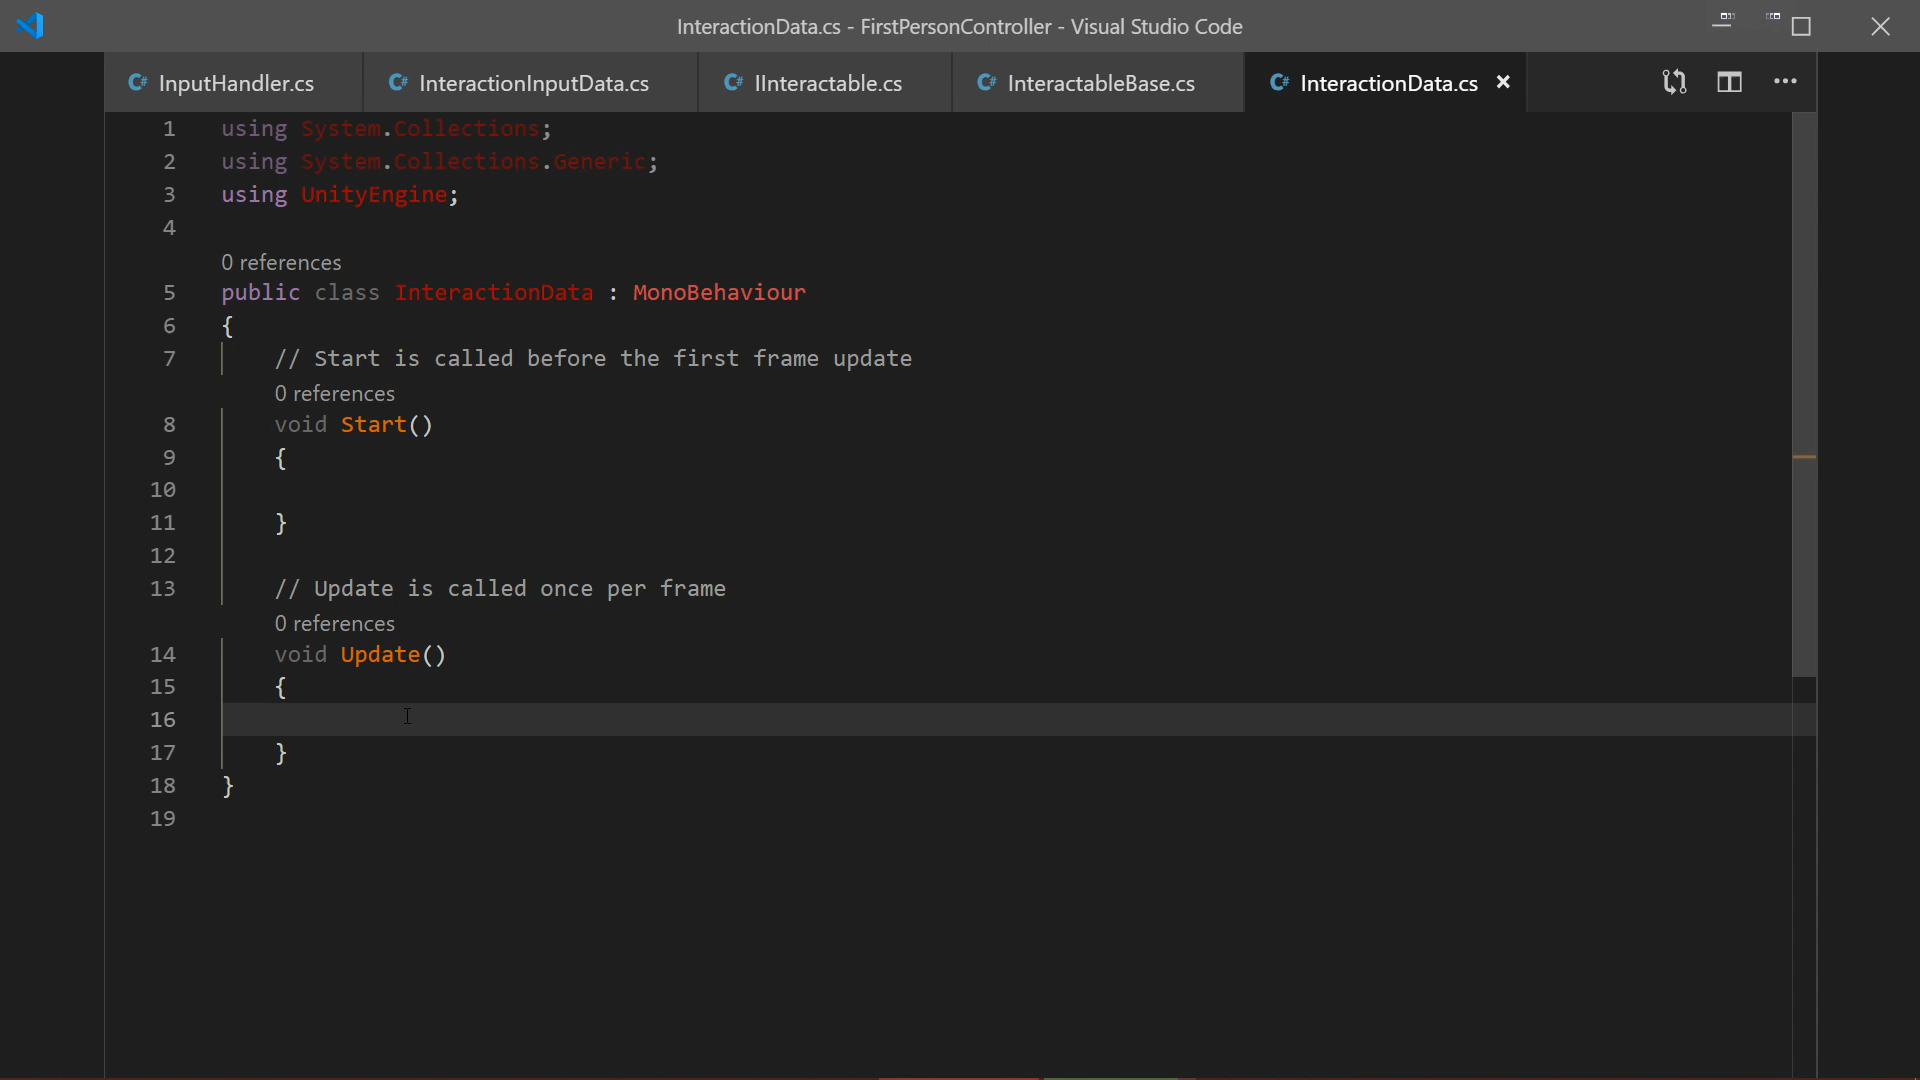 InteractionData.cs - FirstPersonController - Visual Studio Code
C# InputHandler.cs C# InteractionInputData.cs C# IInteractable.cs C# InteractableBase.cs C# InteractionData.cs
1 using System.Collections;
2 using System.Collections.Generic;
3 using UnityEngine;
4
0 references
5 public class InteractionData : MonoBehaviour
6 {
7 // Start is called before the first frame update
0 references
8 void Start()
9 {
10
11 }
12
13 // Update is called once per frame
0 references
14 void Update()
15 {
16
17 }
18 }
19